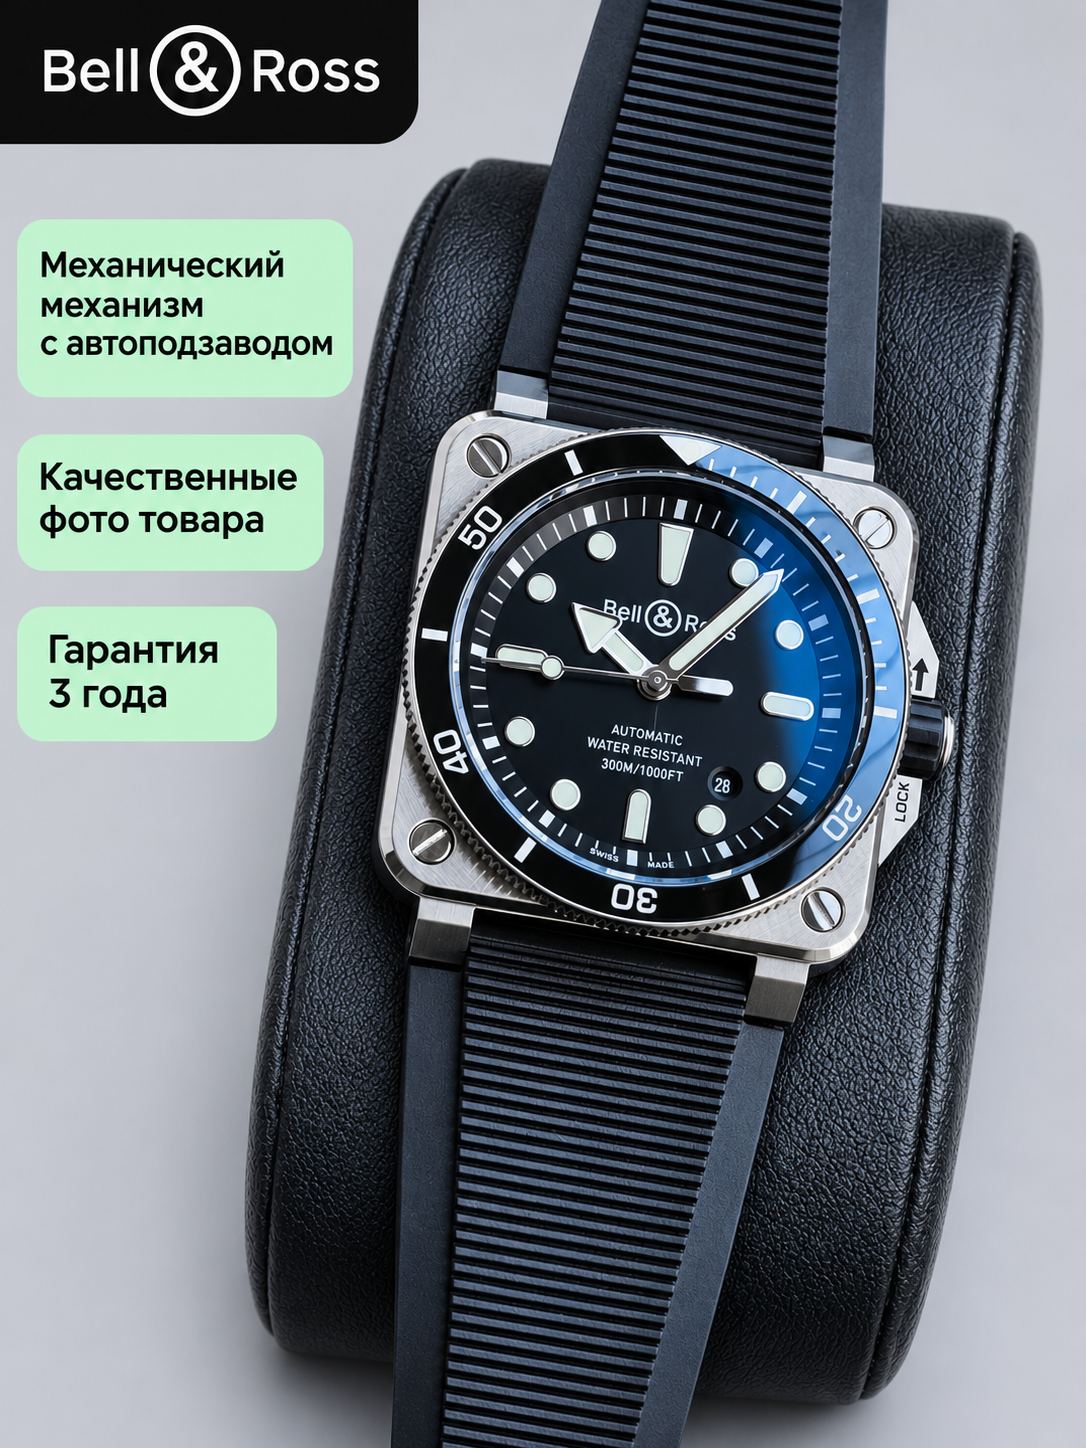 Bell & Ross
Механический
механизм
с автоподзаводом
Качественные
фото товара
Гарантия
3 года
50
Bell & Ross
AUTOMATIC
WATER RESISTANT
300M/1000FT
28
40
20
30
SWISS MADE
LOCK